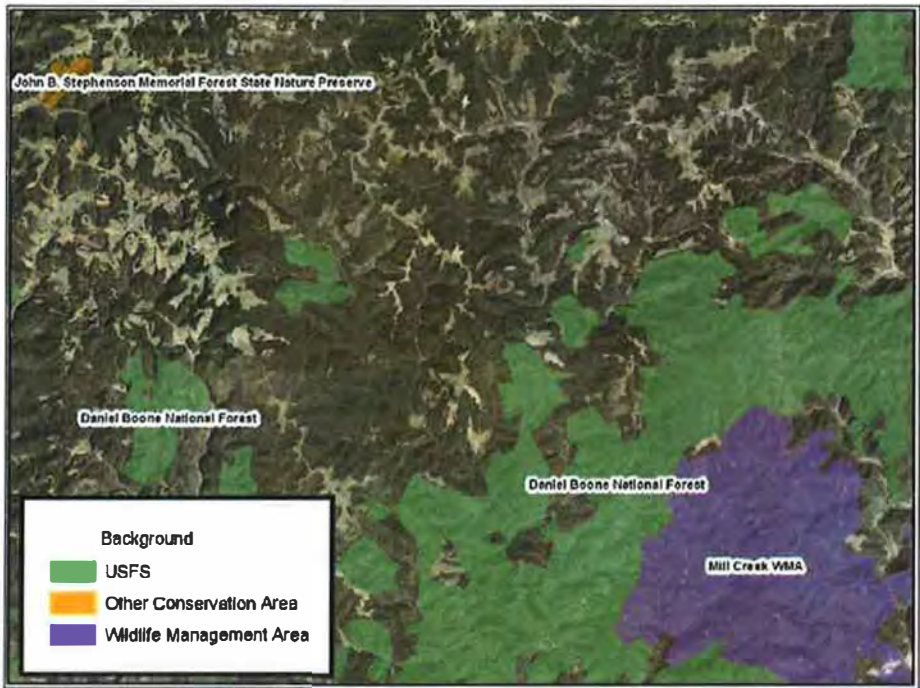 John B. Stephenson Memorial Forest State Nature Preserve
Daniel Boone National Forest
Daniel Boone National Forest
Mill Creek WMA
Background
USFS
Other Conservation Area
Wildlife Management Area